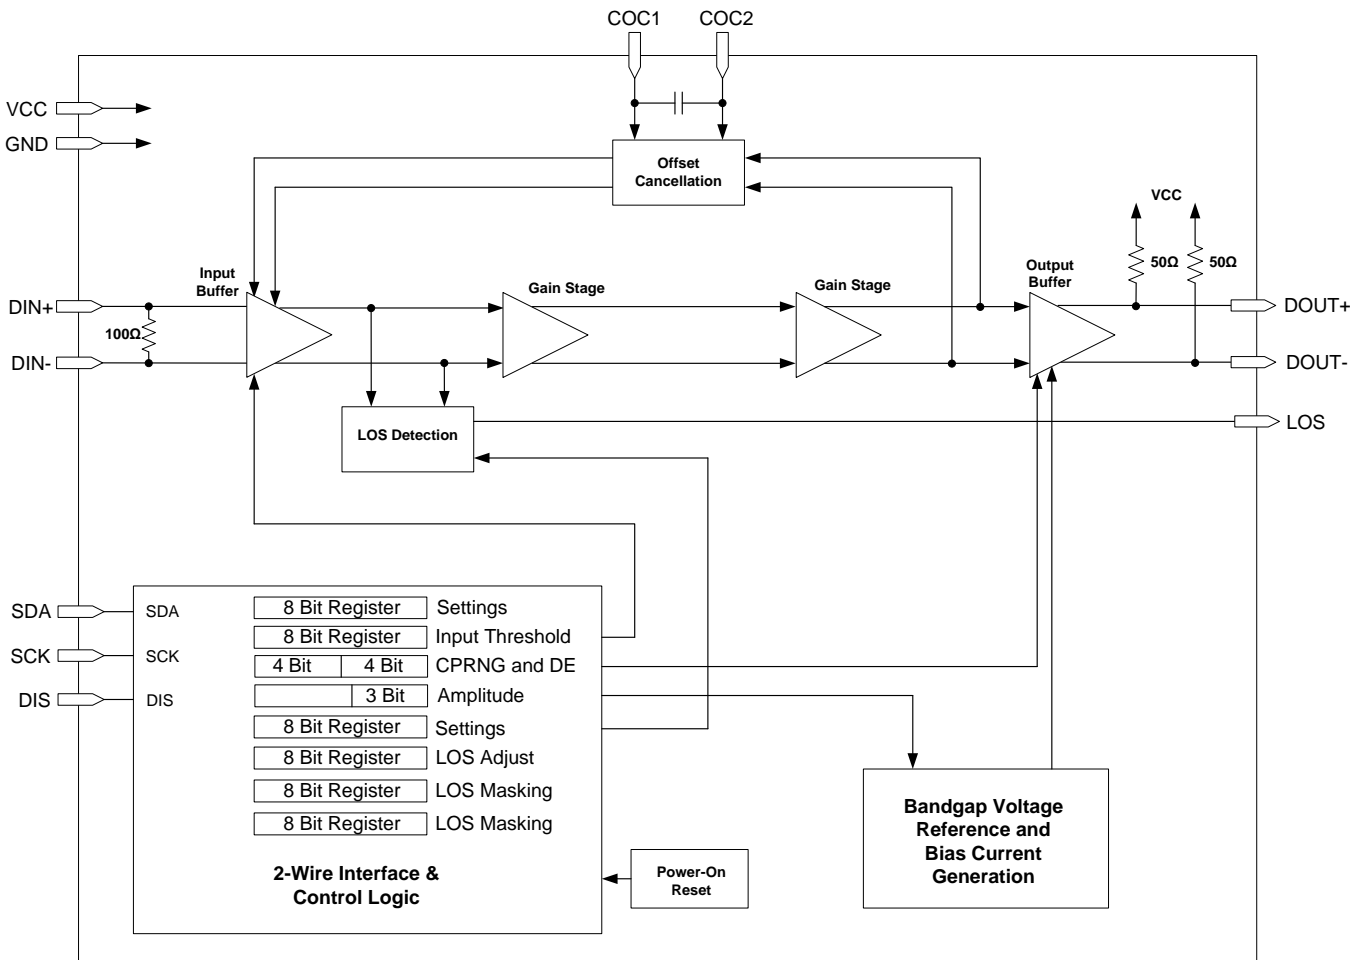 COC1 COC2
VCC
GND
Offset
Cancellation
VCC
50Ω 50Ω
Input
Buffer
Gain Stage
Gain Stage
Output
Buffer
DIN+
100Ω
DIN-
DOUT+
DOUT-
LOS Detection
LOS
SDA
SCK
DIS
SDA
SCK
DIS
8 Bit Register Settings
8 Bit Register Input Threshold
4 Bit 4 Bit CPRNG and DE
3 Bit Amplitude
8 Bit Register Settings
8 Bit Register LOS Adjust
8 Bit Register LOS Masking
8 Bit Register LOS Masking
2-Wire Interface &
Control Logic
Power-On
Reset
Bandgap Voltage
Reference and
Bias Current
Generation